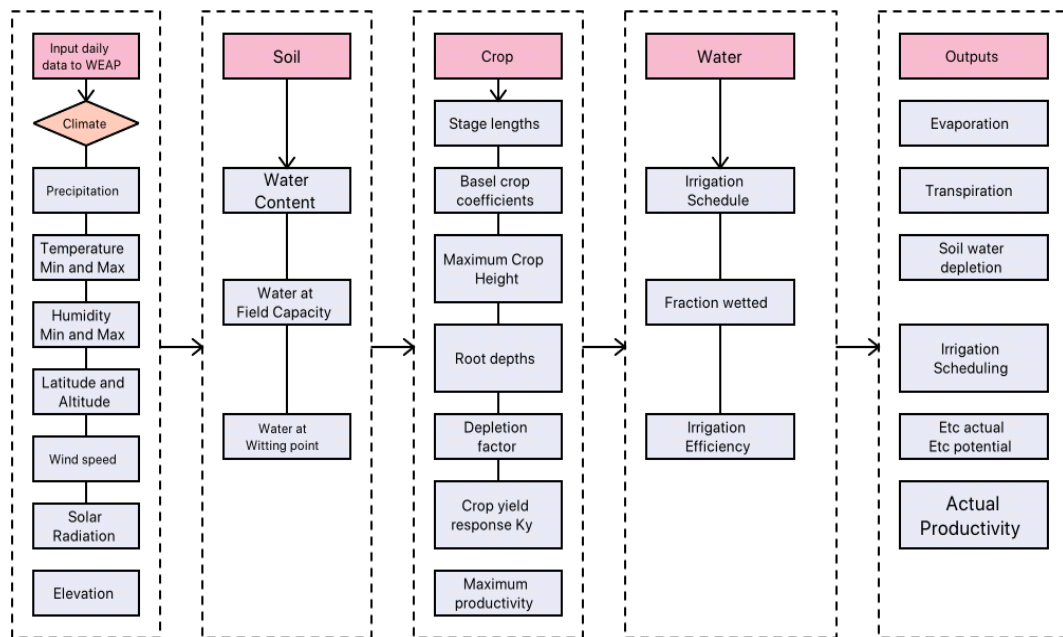 Input daily
data to WEAP
Climate
Precipitation
Temperature
Min and Max
Humidity
Min and Max
Latitude and
Altitude
Wind speed
Solar
Radiation
Elevation
Soil
Water
Content
Water at
Field Capacity
Water at
Witting point
Crop
Stage lengths
Basel crop
coefficients
Maximum Crop
Height
Root depths
Depletion
factor
Crop yield
response Ky
Maximum
productivity
Water
Irrigation
Schedule
Fraction wetted
Irrigation
Efficiency
Outputs
Evaporation
Transpiration
Soil water
depletion
Irrigation
Scheduling
Etc actual
Etc potential
Actual
Productivity